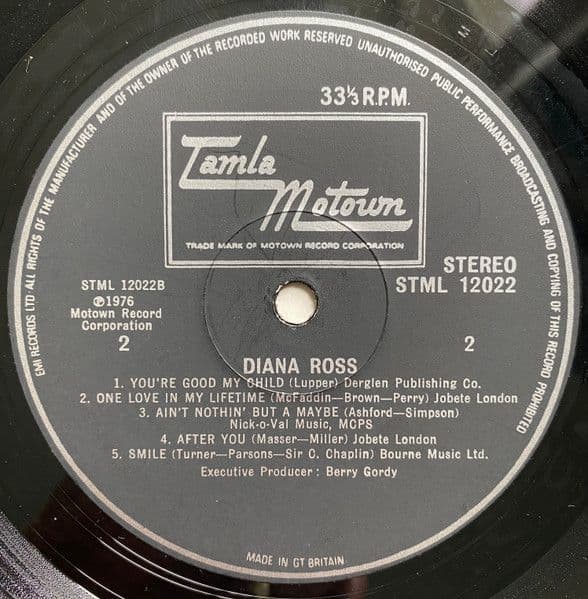 EMI RECORDS LTD ALL RIGHTS OF THE MANUFACTURER AND OF THE OWNER OF THE RECORDED WORK RESERVED UNAUTHORISED PUBLIC PERFORMANCE BROADCASTING AND COPYING OF THIS RECORD PROHIBITED
33⅓ R.P.M.
Tamla
Motown
TRADE MARK OF MOTOWN RECORD CORPORATION
STEREO
STML 12022
STML 12022B
℗1976
Motown Record
Corporation
2
2
DIANA ROSS
1. YOU'RE GOOD MY CHILD (Lupper) Derglen Publishing Co.
2. ONE LOVE IN MY LIFETIME (McFaddin—Brown—Perry) Jobete London
3. AIN'T NOTHIN' BUT A MAYBE (Ashford—Simpson)
Nick-o-Val Music, MCPS
4. AFTER YOU (Masser—Miller) Jobete London
5. SMILE (Turner—Parsons—Sir C. Chaplin) Bourne Music Ltd.
Executive Producer : Berry Gordy
MADE IN GT BRITAIN